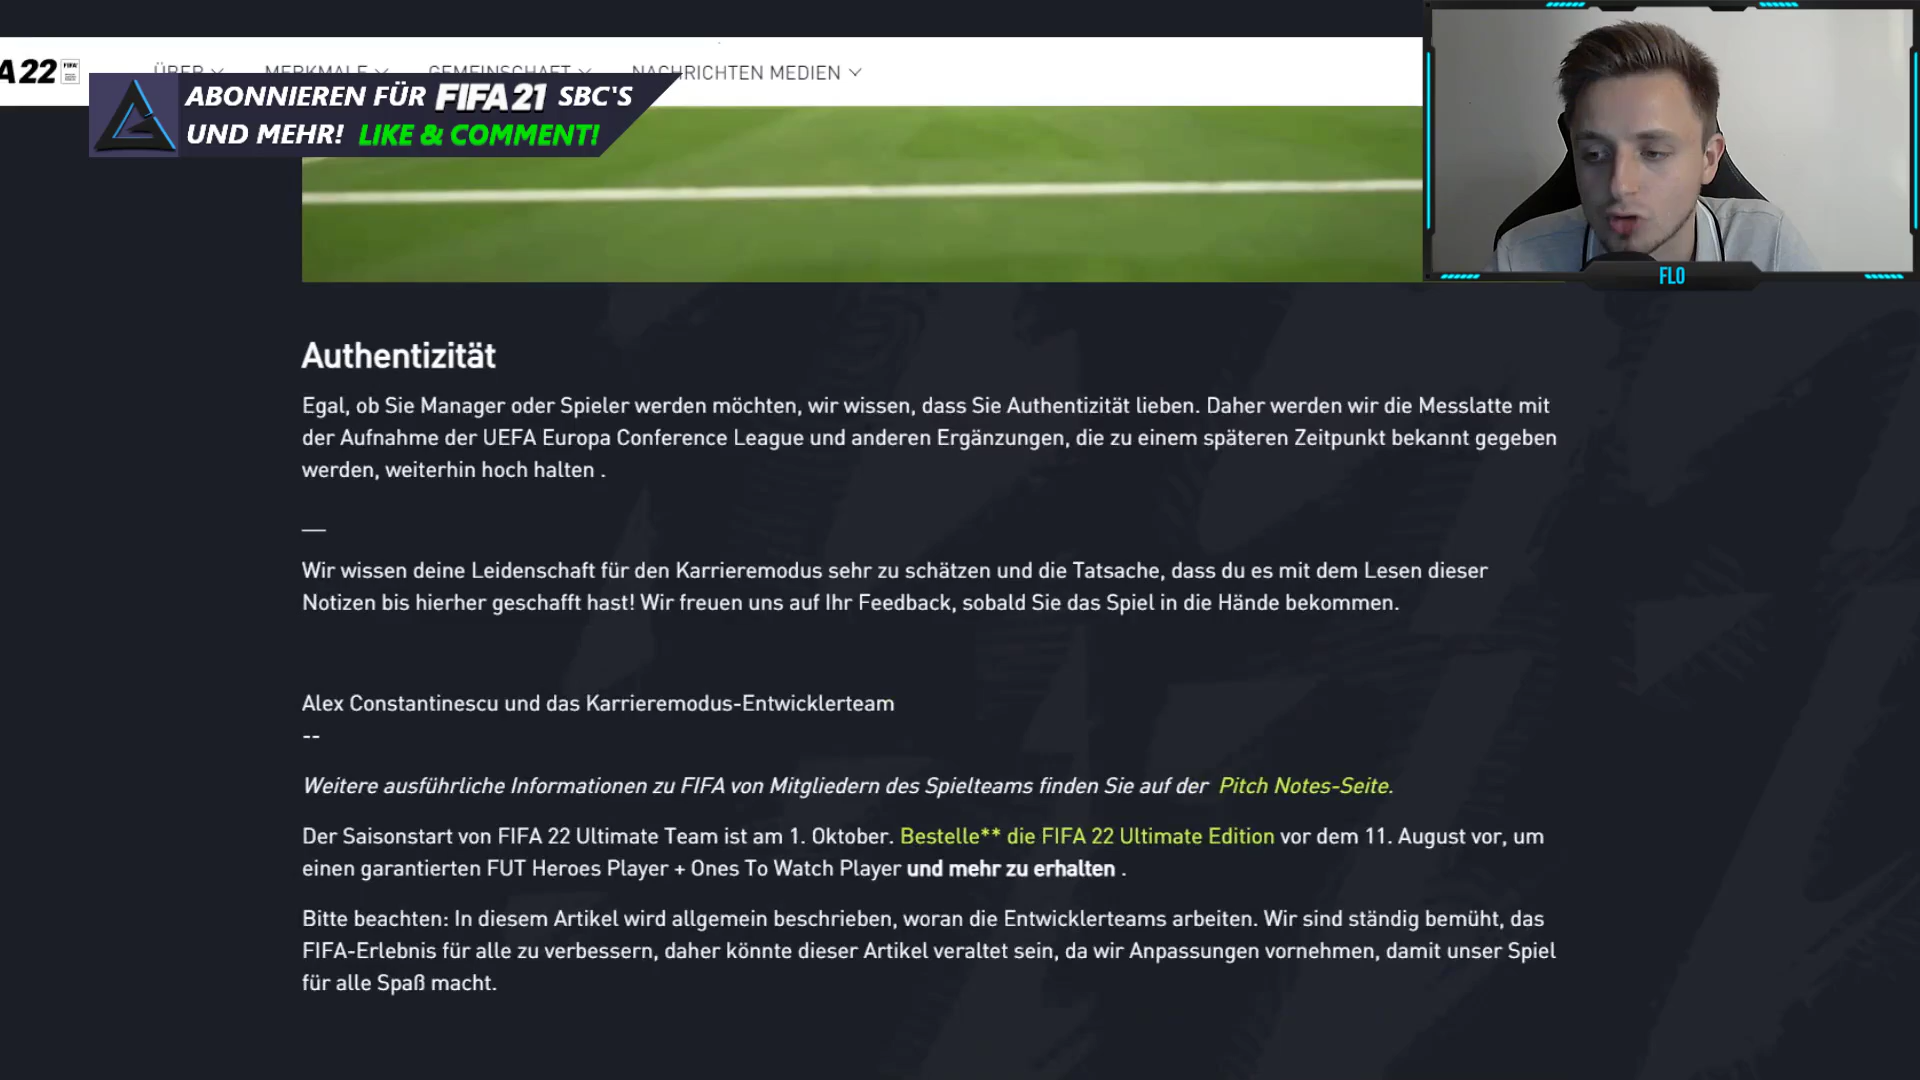 A 22 FIFA
ÜBER MERKMALE GEMEINSCHAFT NACHRICHTEN MEDIEN
ABONNIEREN FÜR FIFA 21 SBC'S
UND MEHR! LIKE & COMMENT!
FLO
Authentizität
Egal, ob Sie Manager oder Spieler werden möchten, wir wissen, dass Sie Authentizität lieben. Daher werden wir die Messlatte mit
der Aufnahme der UEFA Europa Conference League und anderen Ergänzungen, die zu einem späteren Zeitpunkt bekannt gegeben
werden, weiterhin hoch halten .
—
Wir wissen deine Leidenschaft für den Karrieremodus sehr zu schätzen und die Tatsache, dass du es mit dem Lesen dieser
Notizen bis hierher geschafft hast! Wir freuen uns auf Ihr Feedback, sobald Sie das Spiel in die Hände bekommen.
Alex Constantinescu und das Karrieremodus-Entwicklerteam
--
Weitere ausführliche Informationen zu FIFA von Mitgliedern des Spielteams finden Sie auf der Pitch Notes-Seite.
Der Saisonstart von FIFA 22 Ultimate Team ist am 1. Oktober. Bestelle** die FIFA 22 Ultimate Edition vor dem 11. August vor, um
einen garantierten FUT Heroes Player + Ones To Watch Player und mehr zu erhalten .
Bitte beachten: In diesem Artikel wird allgemein beschrieben, woran die Entwicklerteams arbeiten. Wir sind ständig bemüht, das
FIFA-Erlebnis für alle zu verbessern, daher könnte dieser Artikel veraltet sein, da wir Anpassungen vornehmen, damit unser Spiel
für alle Spaß macht.